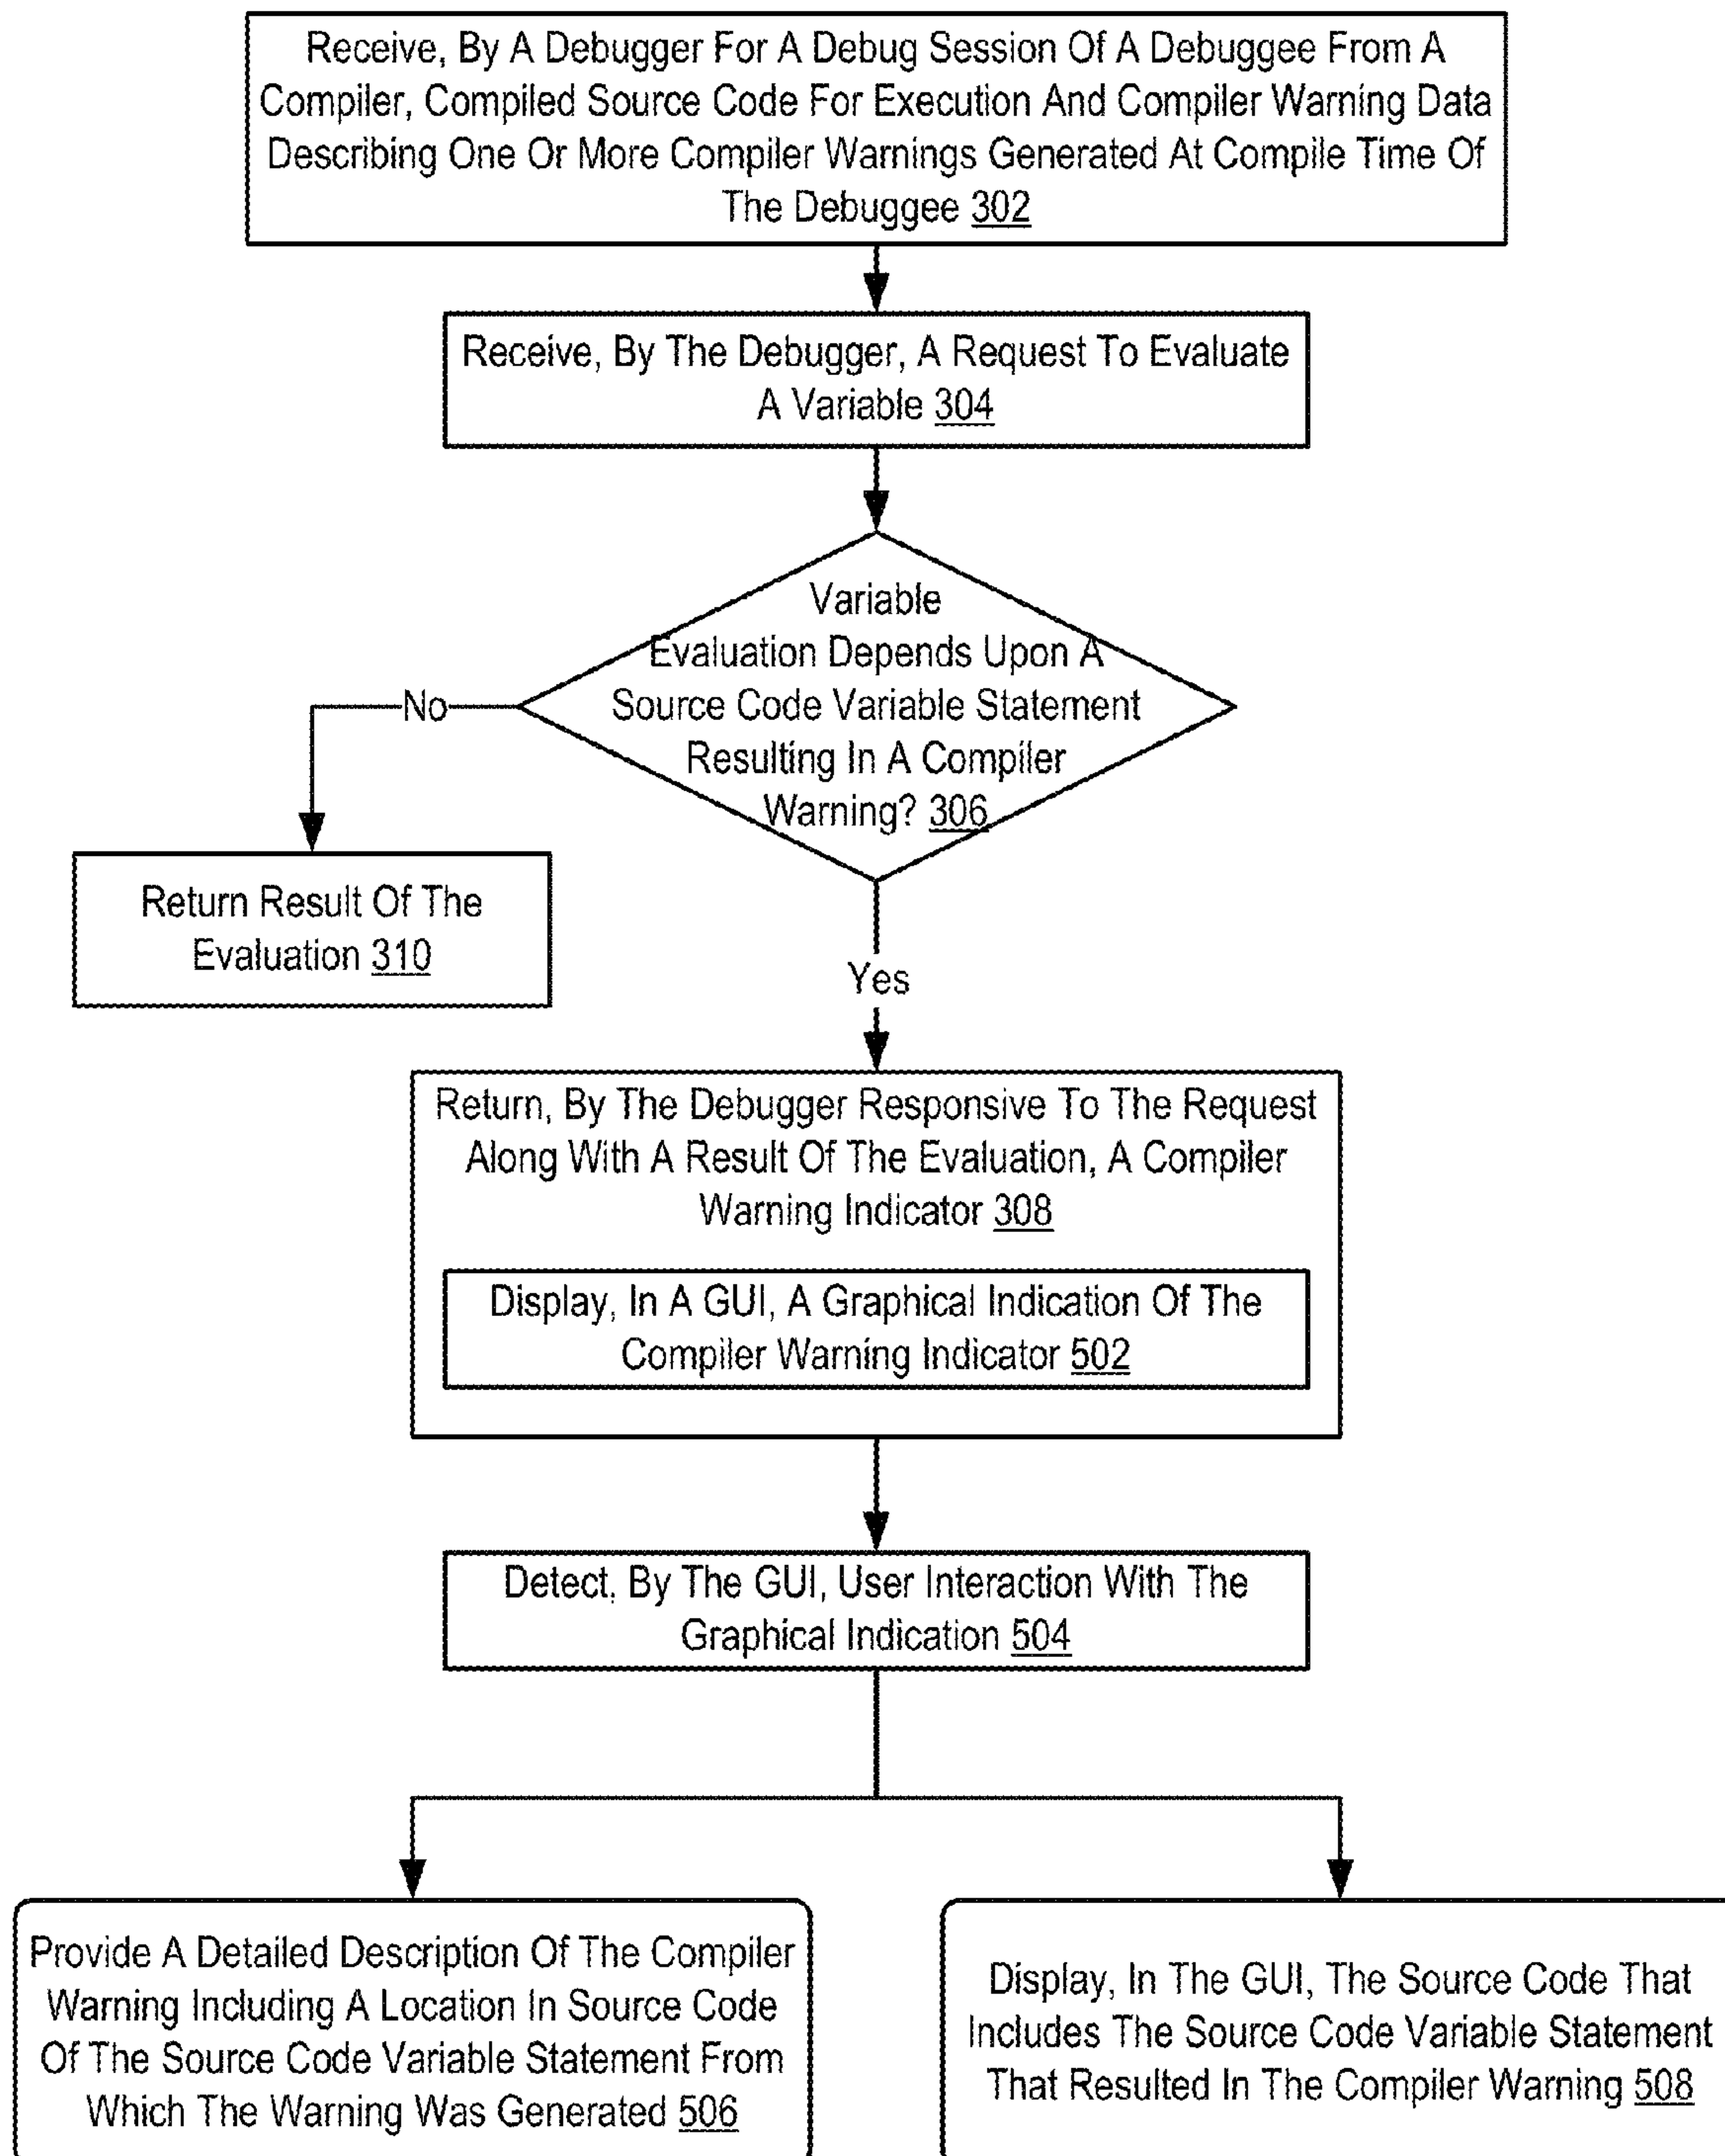 Receive, By A Debugger For A Debug Session Of A Debuggee From A
Compiler, Compiled Source Code For Execution And Compiler Warning Data
Describing One Or More Compiler Warnings Generated At Compile Time Of
The Debuggee 302
Receive, By The Debugger, A Request To Evaluate
A Variable 304
Variable
Evaluation Depends Upon A
Source Code Variable Statement
Resulting In A Compiler
Warning? 306
No
Return Result Of The
Evaluation 310
Yes
Return, By The Debugger Responsive To The Request
Along With A Result Of The Evaluation, A Compiler
Warning Indicator 308
Display, In A GUI, A Graphical Indication Of The
Compiler Warning Indicator 502
Detect, By The GUI, User Interaction With The
Graphical Indication 504
Provide A Detailed Description Of The Compiler
Warning Including A Location In Source Code
Of The Source Code Variable Statement From
Which The Warning Was Generated 506
Display, In The GUI, The Source Code That
Includes The Source Code Variable Statement
That Resulted In The Compiler Warning 508